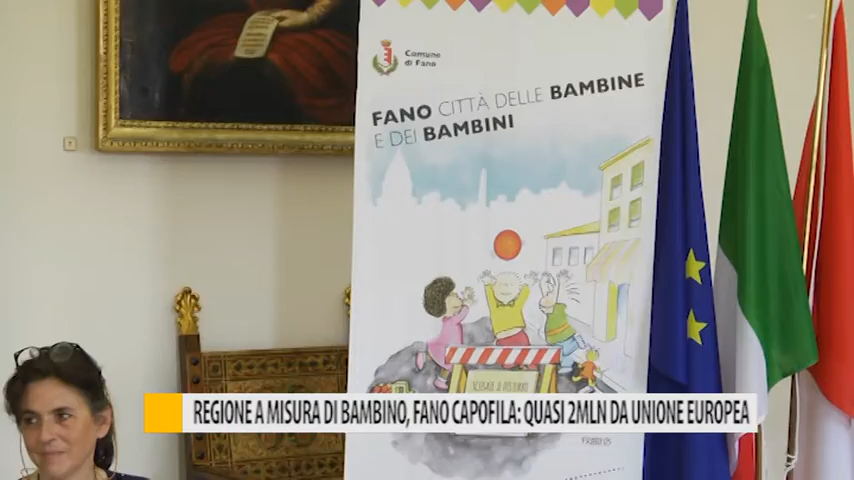 Comune
di Fano
FANO CITTÀ DELLE BAMBINE
E DEI BAMBINI
REGIONE A MISURA DI BAMBINO, FANO CAPOFILA: QUASI 2MLN DA UNIONE EUROPEA